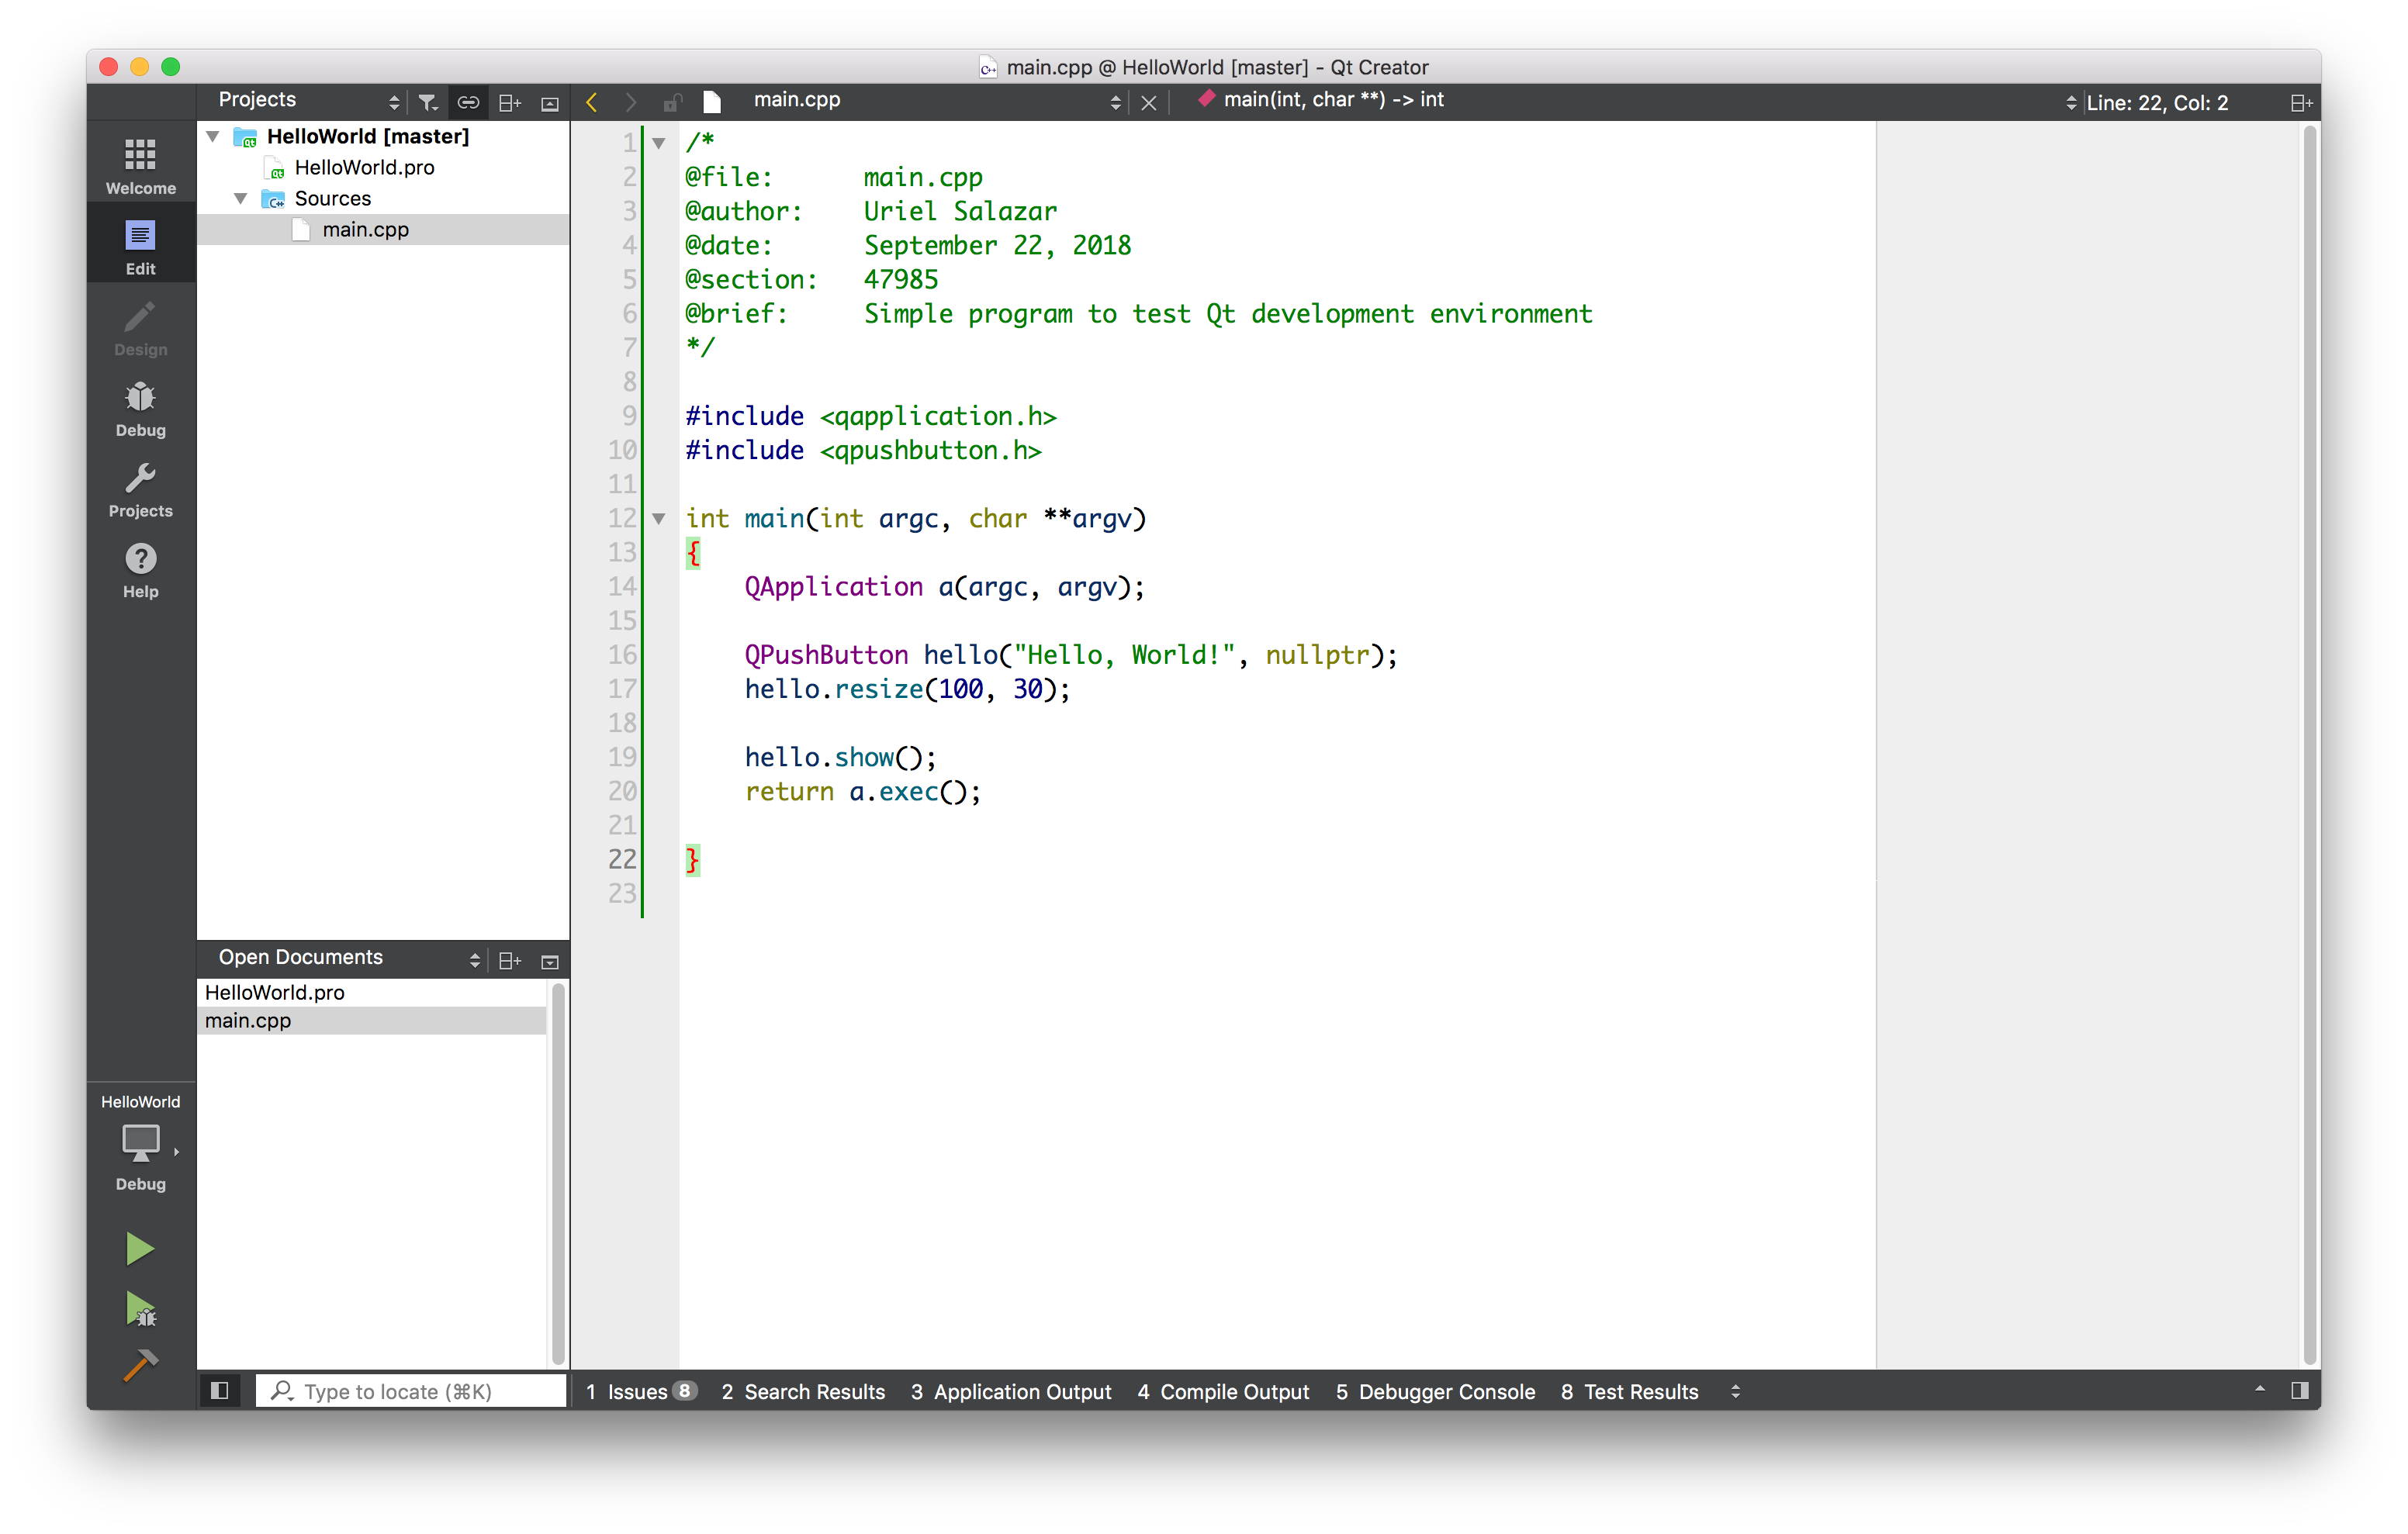 main.cpp @ HelloWorld [master] - Qt Creator
Projects
main.cpp
main(int, char **) -> int
Line: 22, Col: 2
Welcome
Edit
Design
Debug
Projects
Help
HelloWorld [master]
HelloWorld.pro
Sources
main.cpp
Open Documents
HelloWorld.pro
main.cpp
HelloWorld
Debug
1 /*
2 @file:      main.cpp
3 @author:    Uriel Salazar
4 @date:      September 22, 2018
5 @section:   47985
6 @brief:     Simple program to test Qt development environment
7 */
8
9 #include <qapplication.h>
10 #include <qpushbutton.h>
11
12 int main(int argc, char **argv)
13 {
14     QApplication a(argc, argv);
15
16     QPushButton hello("Hello, World!", nullptr);
17     hello.resize(100, 30);
18
19     hello.show();
20     return a.exec();
21
22 }
23
Type to locate (⌘K)
1 Issues 8
2 Search Results
3 Application Output
4 Compile Output
5 Debugger Console
8 Test Results